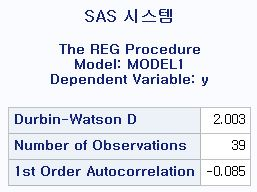 SAS 시스템
The REG Procedure
Model: MODEL1
Dependent Variable: y
Durbin-Watson D 2.003
Number of Observations 39
1st Order Autocorrelation -0.085